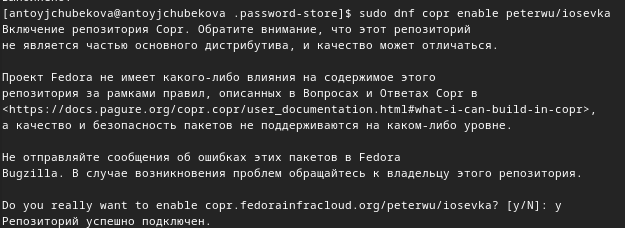 [antoyjchubekova@antoyjchubekova .password-store]$ sudo dnf copr enable peterwu/iosevka
Включение репозитория Copr. Обратите внимание, что этот репозиторий
не является частью основного дистрибутива, и качество может отличаться.
Проект Fedora не имеет какого-либо влияния на содержимое этого
репозитория за рамками правил, описанных в Вопросах и Ответах Copr в
<https://docs.pagure.org/copr.copr/user_documentation.html#what-i-can-build-in-copr>,
а качество и безопасность пакетов не поддерживаются на каком-либо уровне.
Не отправляйте сообщения об ошибках этих пакетов в Fedora
Bugzilla. В случае возникновения проблем обращайтесь к владельцу этого репозитория.
Do you really want to enable copr.fedorainfracloud.org/peterwu/iosevka? [y/N]: y
Репозиторий успешно подключен.